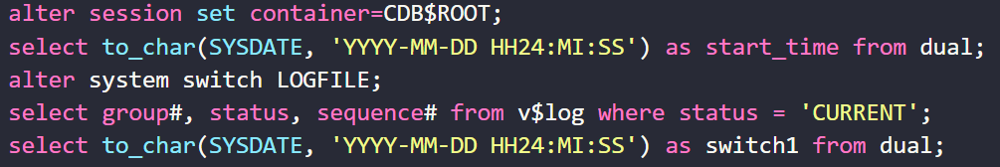 alter session set container=CDB$ROOT;
select to_char(SYSDATE, 'YYYY-MM-DD HH24:MI:SS') as start_time from dual;
alter system switch LOGFILE;
select group#, status, sequence# from v$log where status = 'CURRENT';
select to_char(SYSDATE, 'YYYY-MM-DD HH24:MI:SS') as switch1 from dual;